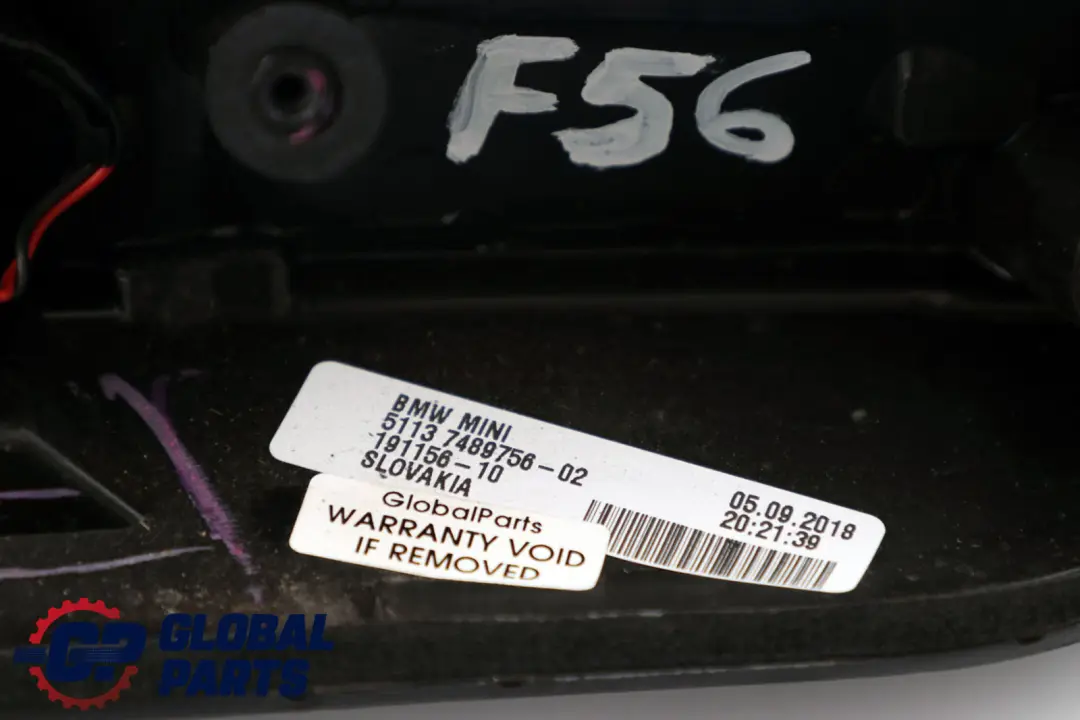 F56
BMW MINI
5113 7489756-02
191156-10
SLOVAKIA
05.09.2018
20:21:39
GlobalParts
WARRANTY VOID
IF REMOVED
GP
GLOBAL
PARTS